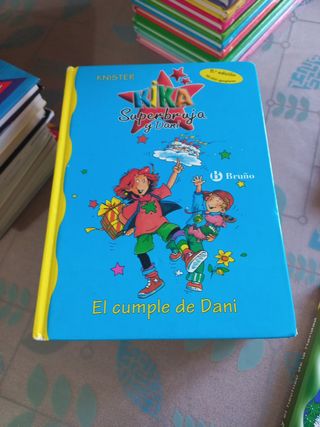 KNISTER
KIKA
Superbruja
y Dani
Bruño
El cumple de Dani